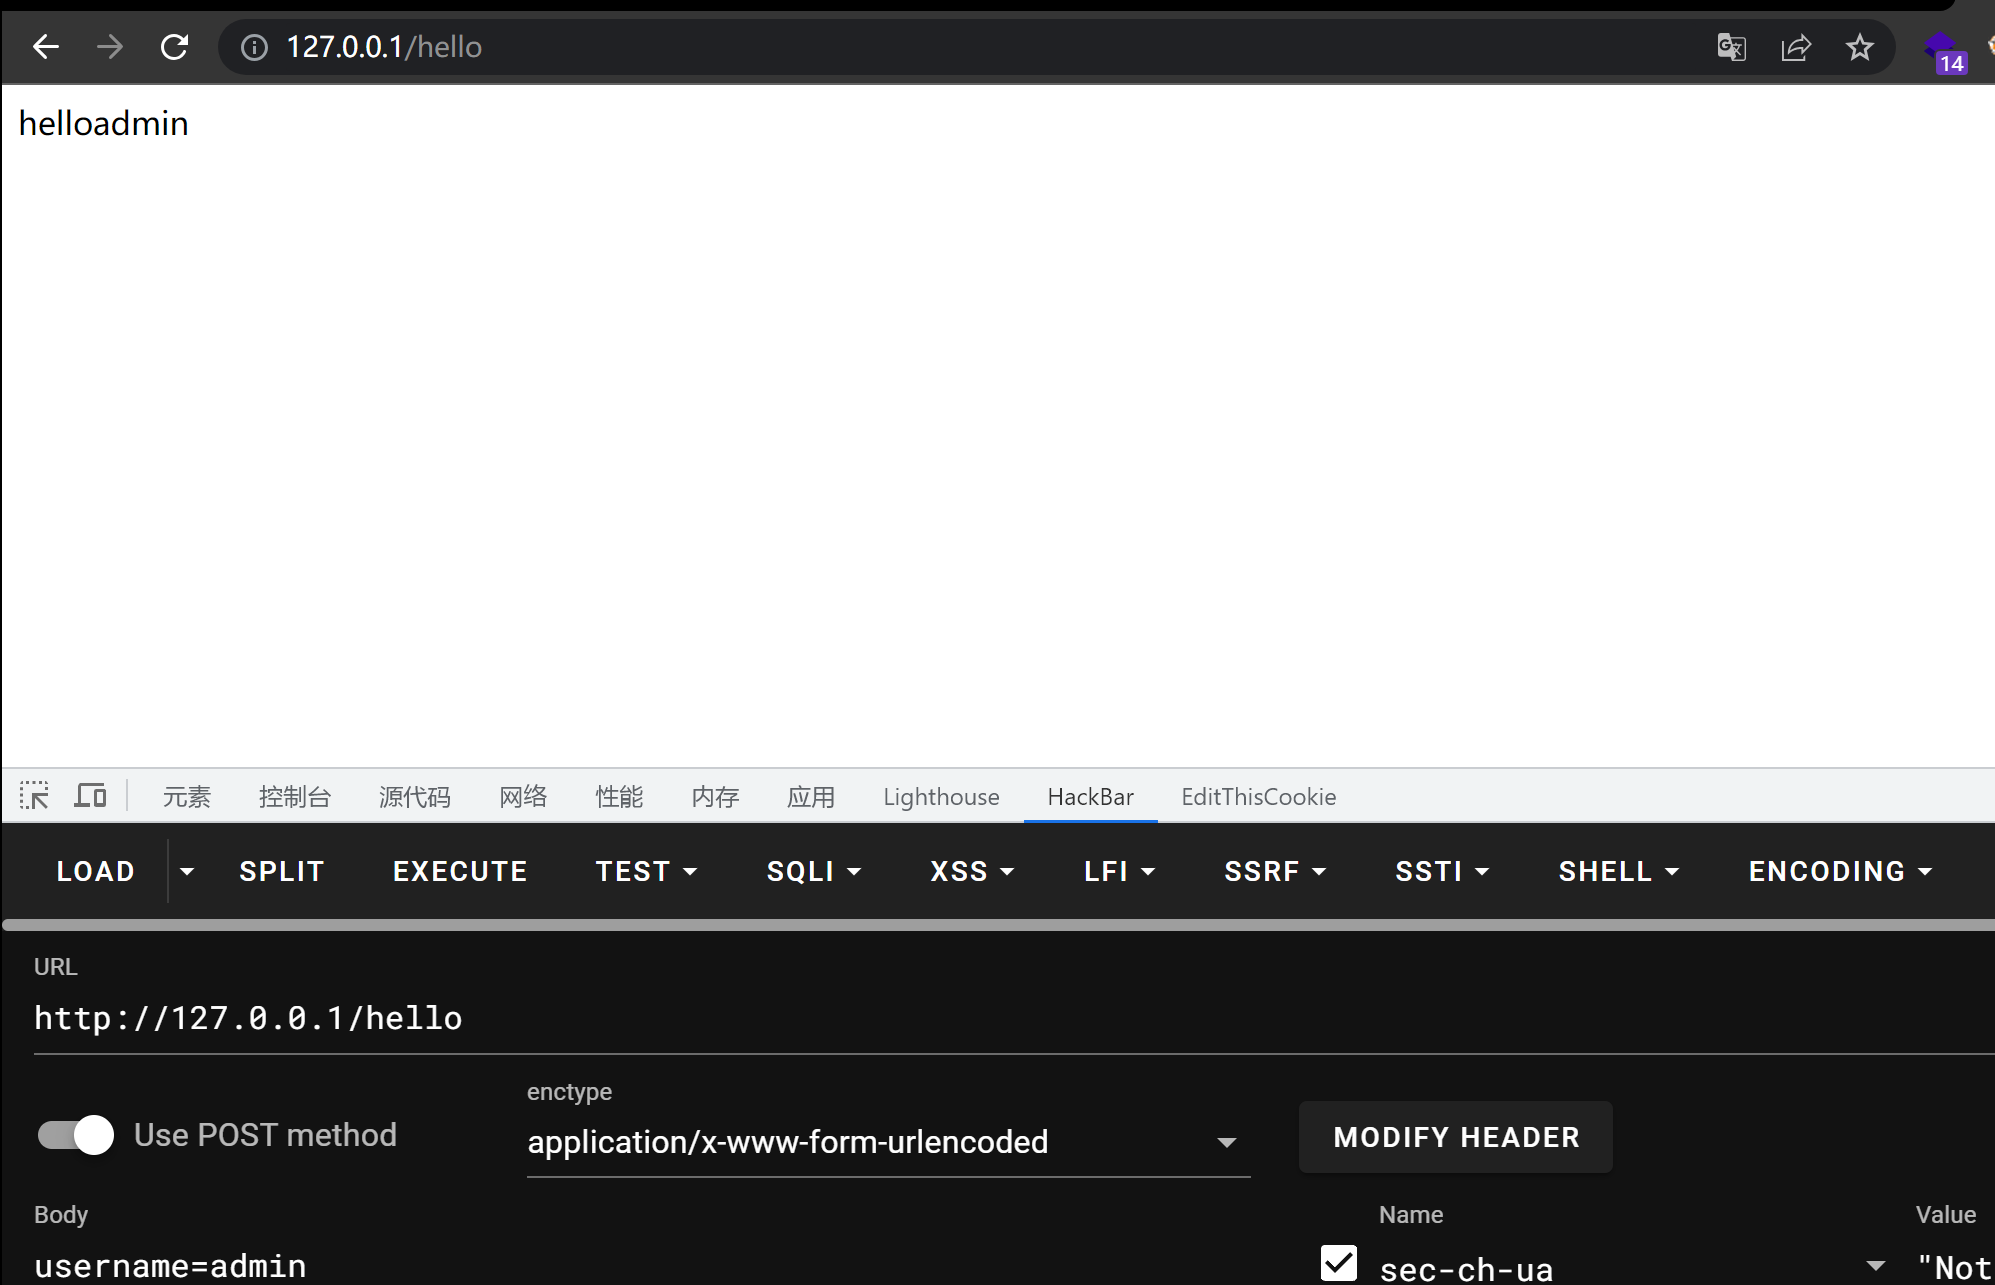 127.0.0.1/hello
14
helloadmin
元素 控制台 源代码 网络 性能 内存 应用 Lighthouse HackBar EditThisCookie
LOAD SPLIT EXECUTE TEST SQLI XSS LFI SSRF SSTI SHELL ENCODING
URL
http://127.0.0.1/hello
enctype
Use POST method application/x-www-form-urlencoded MODIFY HEADER
Body Name Value
username=admin sec-ch-ua "Not